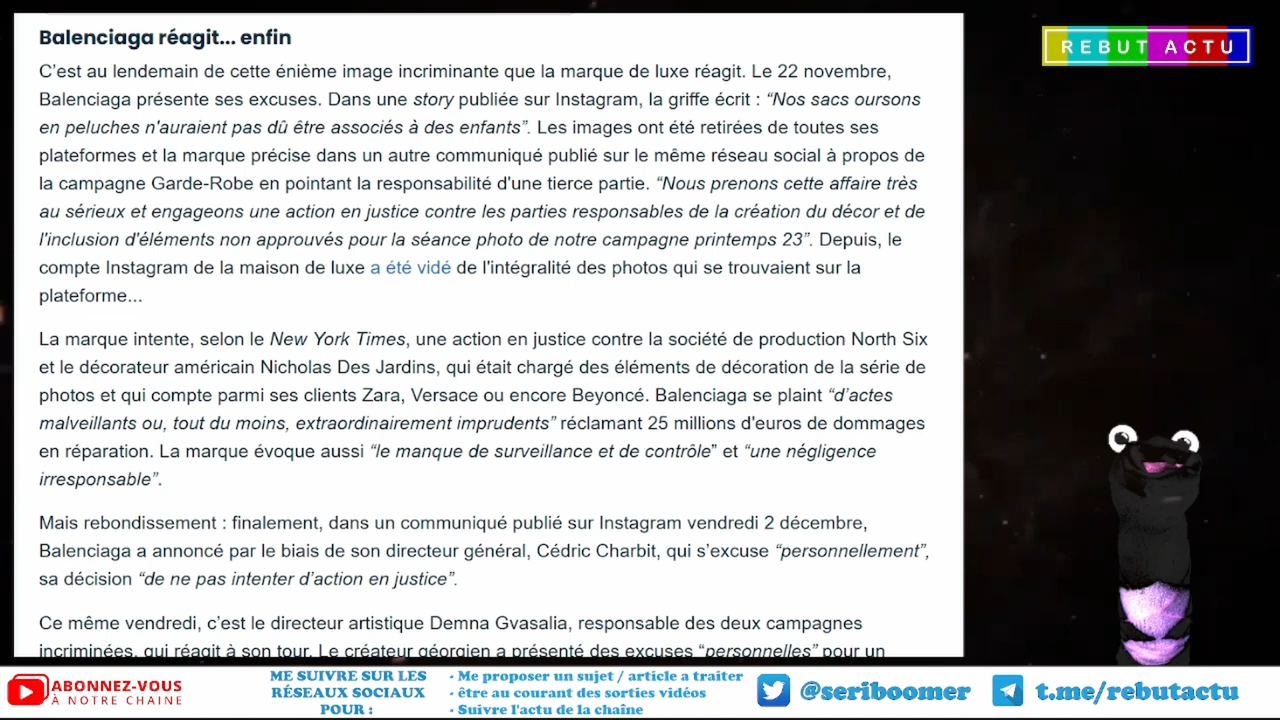 Balenciaga réagit... enfin
C’est au lendemain de cette énième image incriminante que la marque de luxe réagit. Le 22 novembre,
Balenciaga présente ses excuses. Dans une story publiée sur Instagram, la griffe écrit : “Nos sacs oursons
en peluches n'auraient pas dû être associés à des enfants”. Les images ont été retirées de toutes ses
plateformes et la marque précise dans un autre communiqué publié sur le même réseau social à propos de
la campagne Garde-Robe en pointant la responsabilité d'une tierce partie. “Nous prenons cette affaire très
au sérieux et engageons une action en justice contre les parties responsables de la création du décor et de
l'inclusion d'éléments non approuvés pour la séance photo de notre campagne printemps 23”. Depuis, le
compte Instagram de la maison de luxe a été vidé de l'intégralité des photos qui se trouvaient sur la
plateforme...
La marque intente, selon le New York Times, une action en justice contre la société de production North Six
et le décorateur américain Nicholas Des Jardins, qui était chargé des éléments de décoration de la série de
photos et qui compte parmi ses clients Zara, Versace ou encore Beyoncé. Balenciaga se plaint “d’actes
malveillants ou, tout du moins, extraordinairement imprudents” réclamant 25 millions d'euros de dommages
en réparation. La marque évoque aussi “le manque de surveillance et de contrôle” et “une négligence
irresponsable”.
Mais rebondissement : finalement, dans un communiqué publié sur Instagram vendredi 2 décembre,
Balenciaga a annoncé par le biais de son directeur général, Cédric Charbit, qui s’excuse “personnellement”,
sa décision “de ne pas intenter d’action en justice”.
Ce même vendredi, c’est le directeur artistique Demna Gvasalia, responsable des deux campagnes
incriminées, qui réagit à son tour. Le créateur géorgien a présenté des excuses “personnelles” pour un
REBUT ACTU
ABONNEZ-VOUS
À NOTRE CHAINE
ME SUIVRE SUR LES
RÉSEAUX SOCIAUX
POUR :
- Me proposer un sujet / article a traiter
- être au courant des sorties vidéos
- Suivre l'actu de la chaîne
@seriboomer
t.me/rebutactu